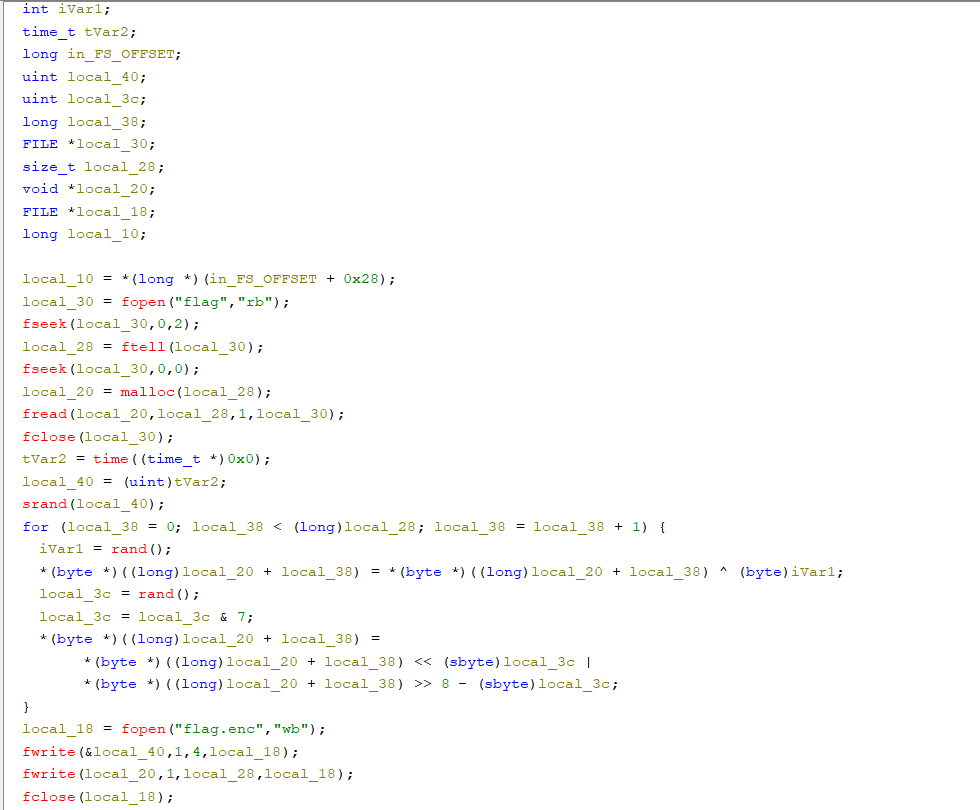 int iVar1;
time_t tVar2;
long in_FS_OFFSET;
uint local_40;
uint local_3c;
long local_38;
FILE *local_30;
size_t local_28;
void *local_20;
FILE *local_18;
long local_10;
local_10 = *(long *)(in_FS_OFFSET + 0x28);
local_30 = fopen("flag","rb");
fseek(local_30,0,2);
local_28 = ftell(local_30);
fseek(local_30,0,0);
local_20 = malloc(local_28);
fread(local_20,local_28,1,local_30);
fclose(local_30);
tVar2 = time((time_t *)0x0);
local_40 = (uint)tVar2;
srand(local_40);
for (local_38 = 0; local_38 < (long)local_28; local_38 = local_38 + 1) {
iVar1 = rand();
*(byte *)((long)local_20 + local_38) = *(byte *)((long)local_20 + local_38) ^ (byte)iVar1;
local_3c = rand();
local_3c = local_3c & 7;
*(byte *)((long)local_20 + local_38) =
*(byte *)((long)local_20 + local_38) << (sbyte)local_3c |
*(byte *)((long)local_20 + local_38) >> 8 - (sbyte)local_3c;
}
local_18 = fopen("flag.enc","wb");
fwrite(&local_40,1,4,local_18);
fwrite(local_20,1,local_28,local_18);
fclose(local_18);